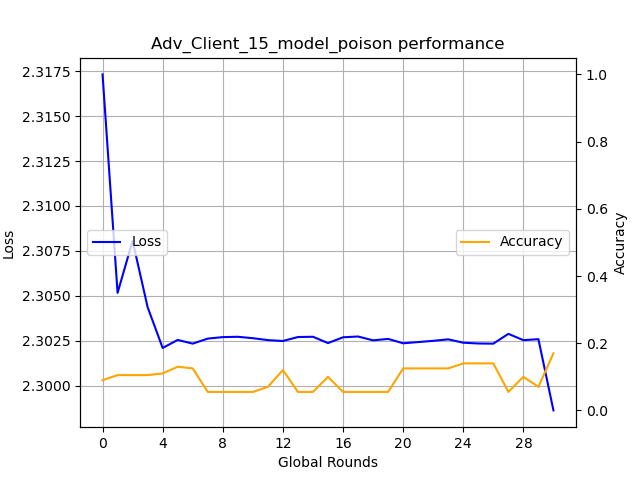 Adv_Client_15_model_poison performance
2.3175
2.3150
2.3125
2.3100
2.3075
2.3050
2.3025
2.3000
Loss
Loss
Accuracy
1.0
0.8
0.6
0.4
0.2
0.0
Accuracy
0 4 8 12 16 20 24 28
Global Rounds